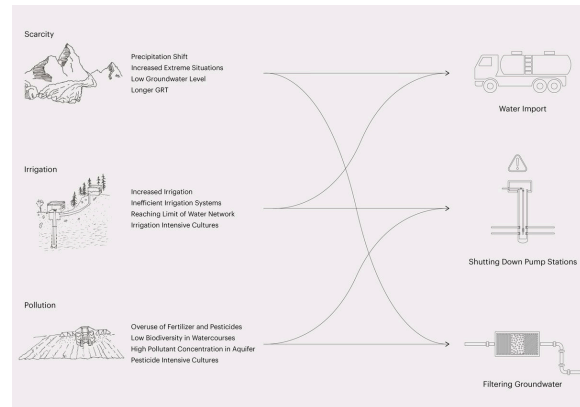 Scarcity
Precipitation Shift
Increased Extreme Situations
Low Groundwater Level
Longer GRT
Water Import
Irrigation
Increased Irrigation
Inefficient Irrigation Systems
Reaching Limit of Water Network
Irrigation Intensive Cultures
Shutting Down Pump Stations
Pollution
Overuse of Fertilizer and Pesticides
Low Biodiversity in Watercourses
High Pollutant Concentration in Aquifer
Pesticide Intensive Cultures
Filtering Groundwater